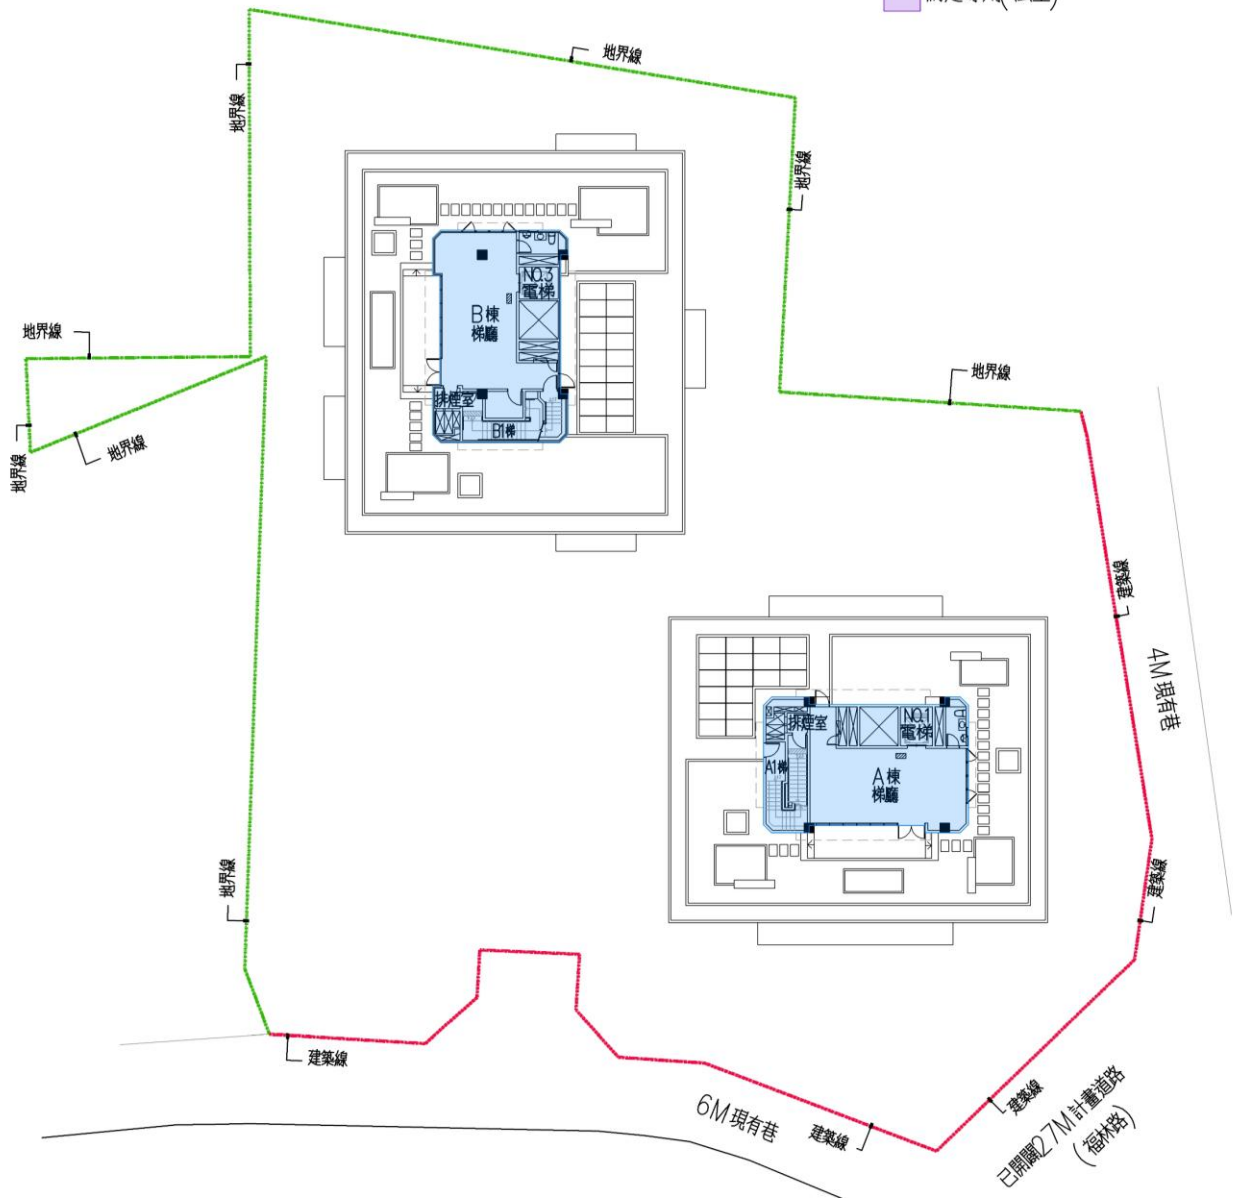 地界線
地界線
地界線
地界線
地界線
地界線
地界線
地界線
NO.3
電梯
B棟
梯廳
排煙室
B1梯
建築線
4M現有巷
排煙室
NO.1
電梯
A1梯
A棟
梯廳
建築線
建築線
6M現有巷
建築線
建築線
已開闢27M計畫道路
(福林路)